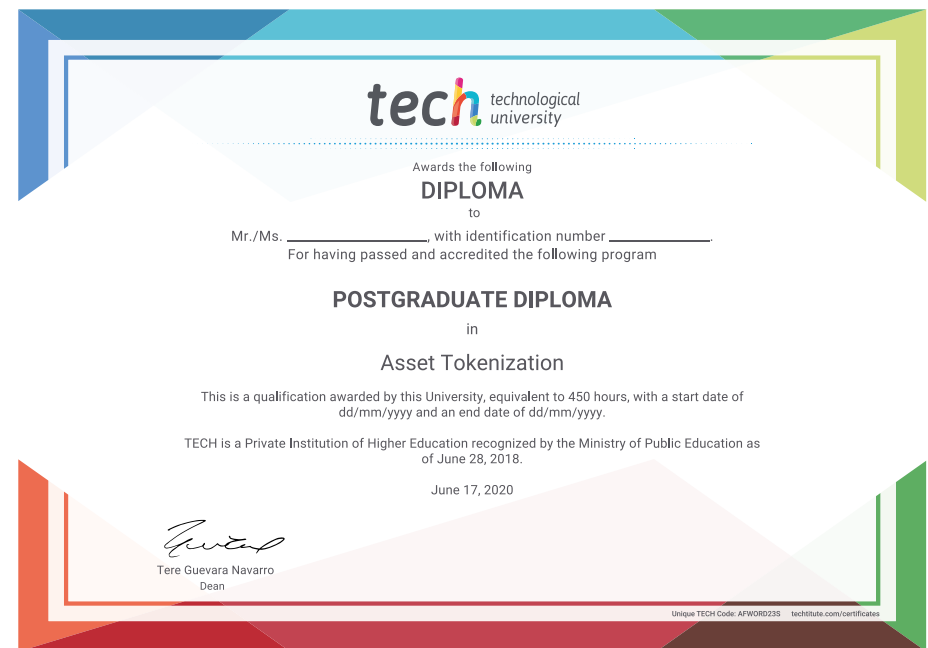 tech technological
university
Awards the following
DIPLOMA
to
Mr./Ms. ____________________, with identification number ______________.
For having passed and accredited the following program
POSTGRADUATE DIPLOMA
in
Asset Tokenization
This is a qualification awarded by this University, equivalent to 450 hours, with a start date of
dd/mm/yyyy and an end date of dd/mm/yyyy.
TECH is a Private Institution of Higher Education recognized by the Ministry of Public Education as
of June 28, 2018.
June 17, 2020
Tere Guevara Navarro
Dean
Unique TECH Code: AFWORD23S techtitute.com/certificates